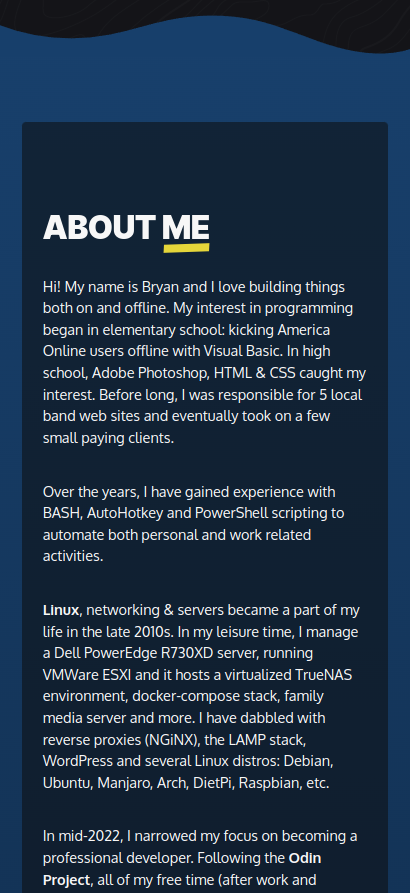 ABOUT ME
Hi! My name is Bryan and I love building things
both on and offline. My interest in programming
began in elementary school: kicking America
Online users offline with Visual Basic. In high
school, Adobe Photoshop, HTML & CSS caught my
interest. Before long, I was responsible for 5 local
band web sites and eventually took on a few
small paying clients.
Over the years, I have gained experience with
BASH, AutoHotkey and PowerShell scripting to
automate both personal and work related
activities.
Linux, networking & servers became a part of my
life in the late 2010s. In my leisure time, I manage
a Dell PowerEdge R730XD server, running
VMWare ESXI and it hosts a virtualized TrueNAS
environment, docker-compose stack, family
media server and more. I have dabbled with
reverse proxies (NGiNX), the LAMP stack,
WordPress and several Linux distros: Debian,
Ubuntu, Manjaro, Arch, DietPi, Raspbian, etc.
In mid-2022, I narrowed my focus on becoming a
professional developer. Following the Odin
Project, all of my free time (after work and